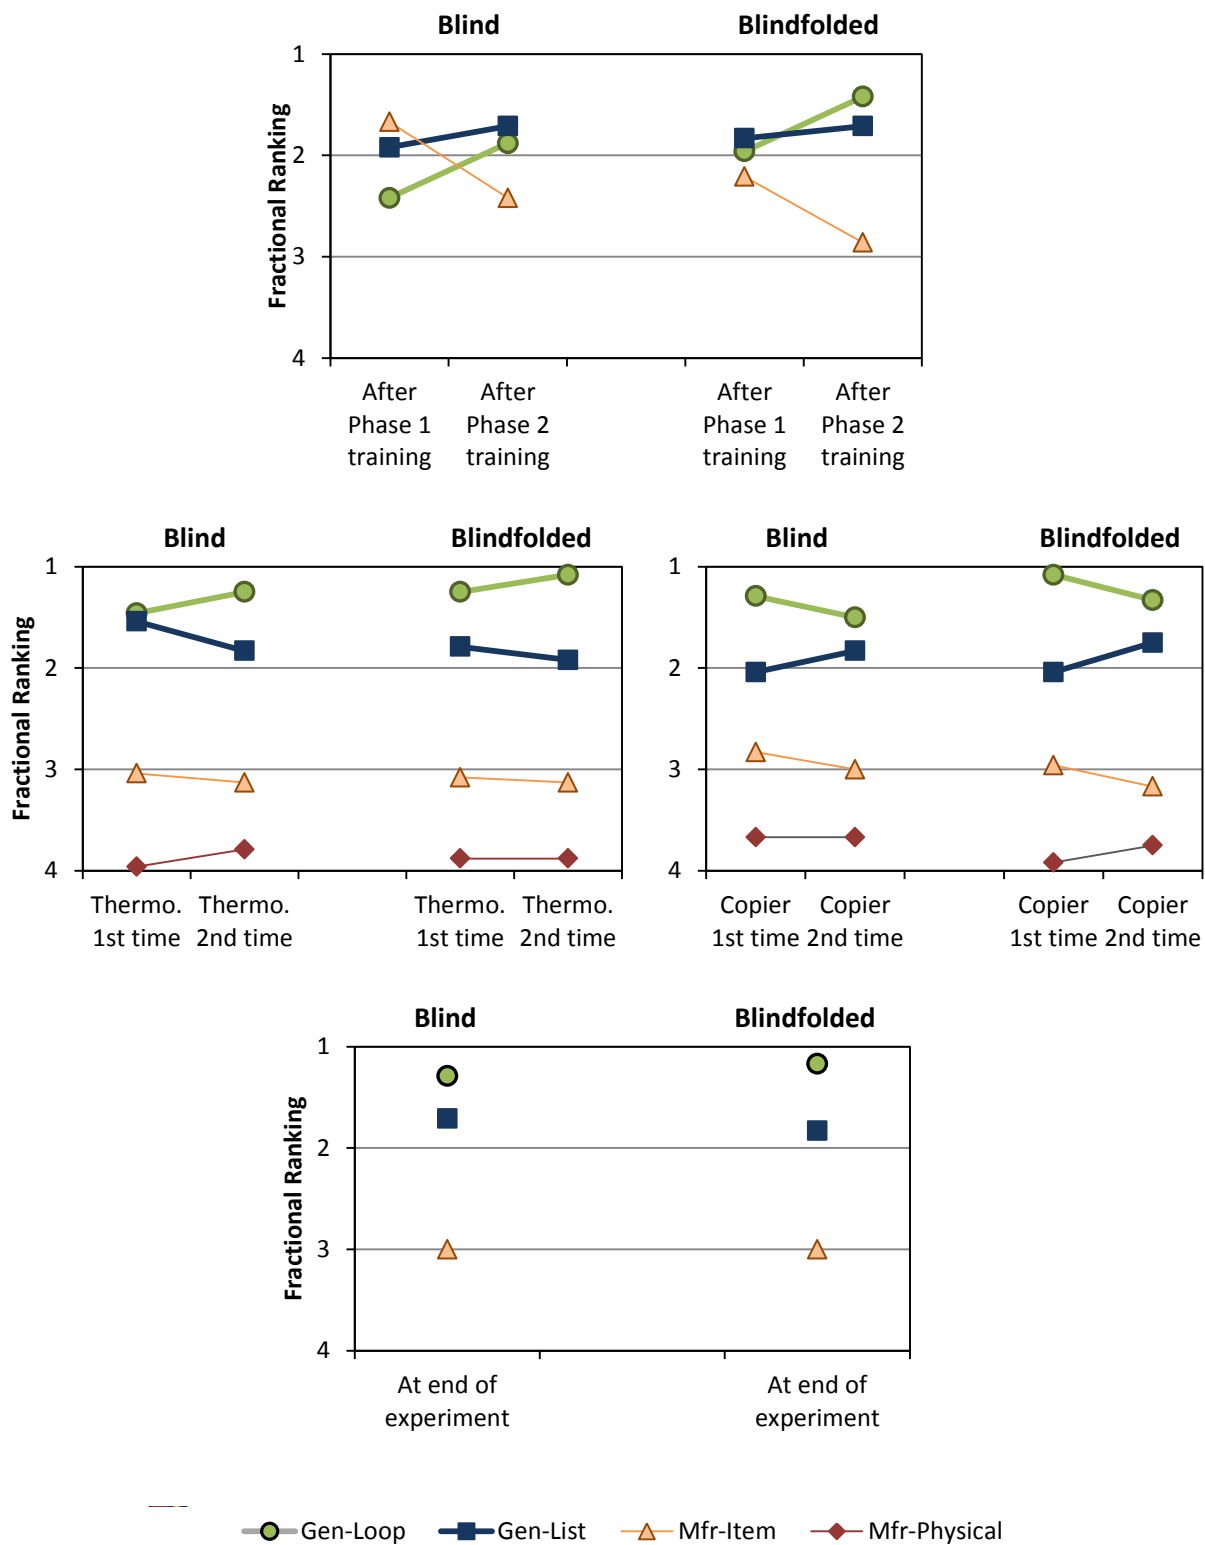 Blind Blindfolded
1
2
3
4
Fractional Ranking
After After After After
Phase 1 Phase 2 Phase 1 Phase 2
training training training training
Blind Blindfolded Blind Blindfolded
1 1
2 2
3 3
4 4
Fractional Ranking
Thermo. Thermo. Thermo. Thermo. Copier Copier Copier Copier
1st time 2nd time 1st time 2nd time 1st time 2nd time 1st time 2nd time
Blind Blindfolded
1
2
3
4
Fractional Ranking
At end of At end of
experiment experiment
Gen-Loop Gen-List Mfr-Item Mfr-Physical